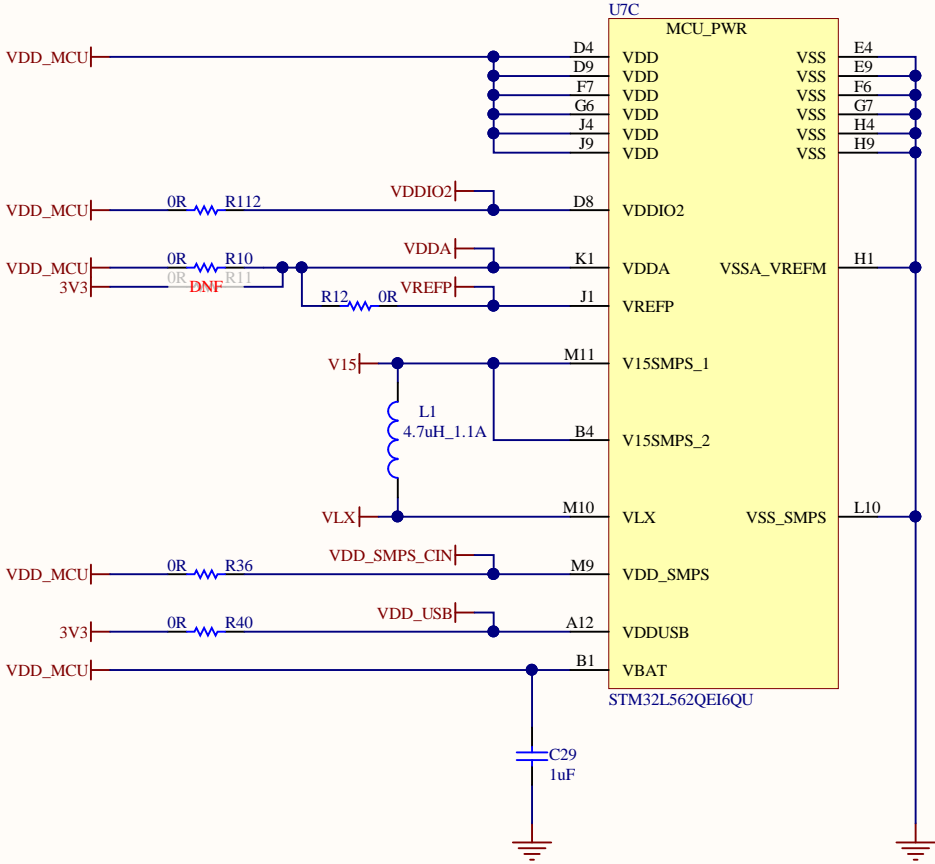 U7C
MCU_PWR
VDD_MCU D4 VDD VSS E4
D9 VDD VSS E9
F7 VDD VSS F6
G6 VDD VSS G7
J4 VDD VSS H4
J9 VDD VSS H9
VDDIO2
VDD_MCU 0R R112 D8 VDDIO2
VDDA
VDD_MCU 0R R10 K1 VDDA VSSA_VREFM H1
3V3 0R DNF R11 VREFP
R12 0R J1 VREFP
V15 M11 V15SMPS_1
L1
4.7uH_1.1A B4 V15SMPS_2
VLX M10 VLX VSS_SMPS L10
VDD_SMPS_CIN
VDD_MCU 0R R36 M9 VDD_SMPS
VDD_USB
3V3 0R R40 A12 VDDUSB
VDD_MCU B1 VBAT
STM32L562QEI6QU
C29
1uF